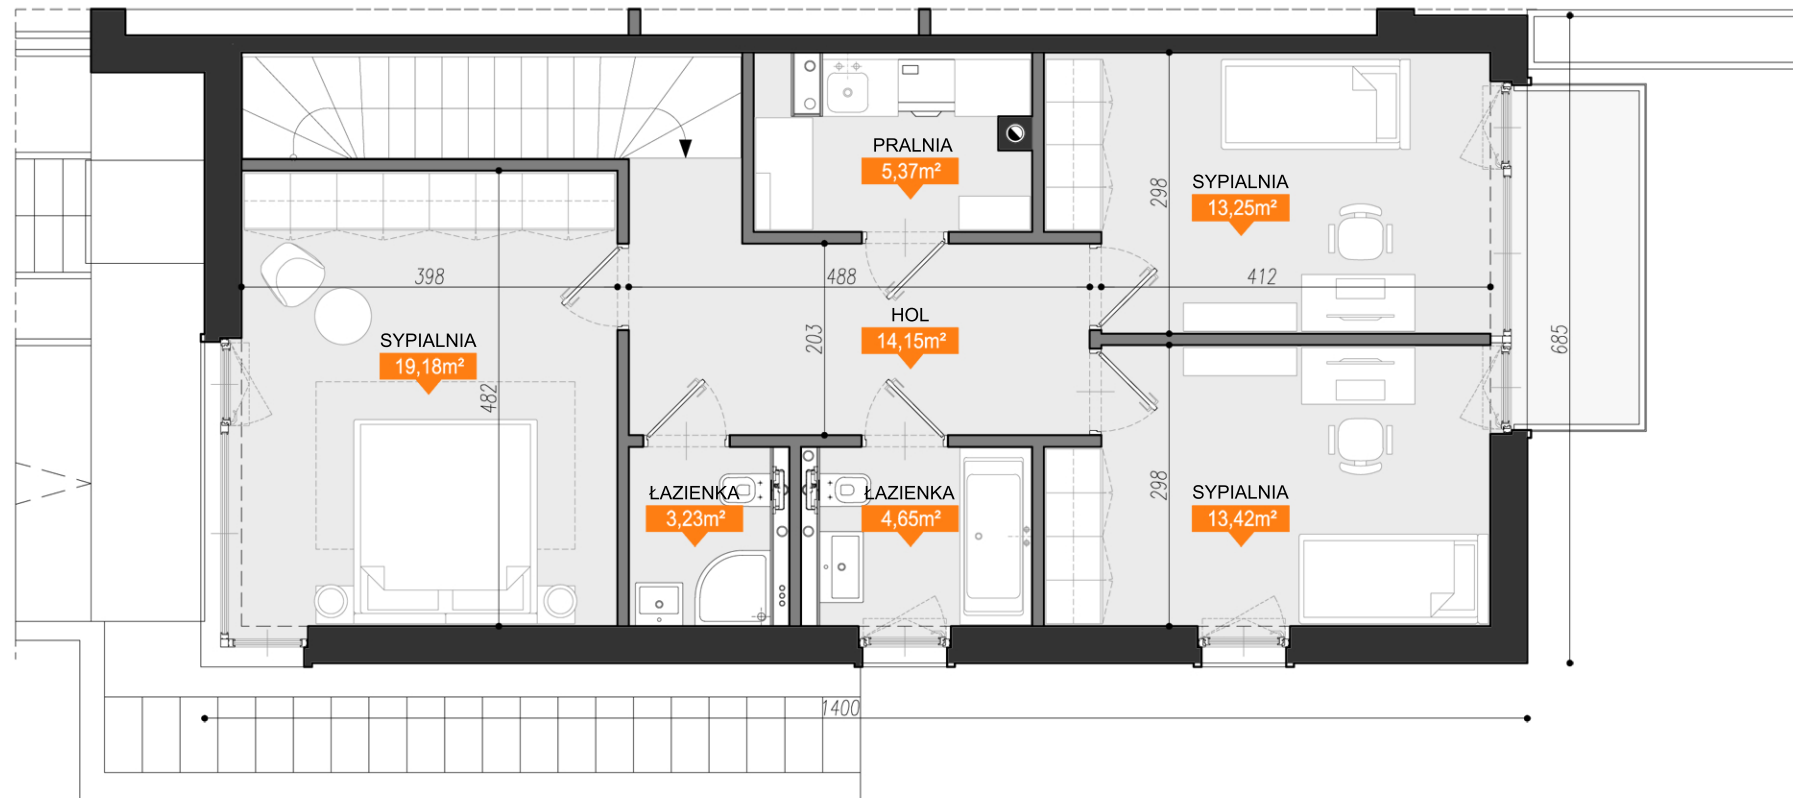 PRALNIA
5,37m²
SYPIALNIA
13,25m²
298
398
488
412
HOL
14,15m²
203
685
SYPIALNIA
19,18m²
482
ŁAZIENKA
3,23m²
ŁAZIENKA
4,65m²
298
SYPIALNIA
13,42m²
1400